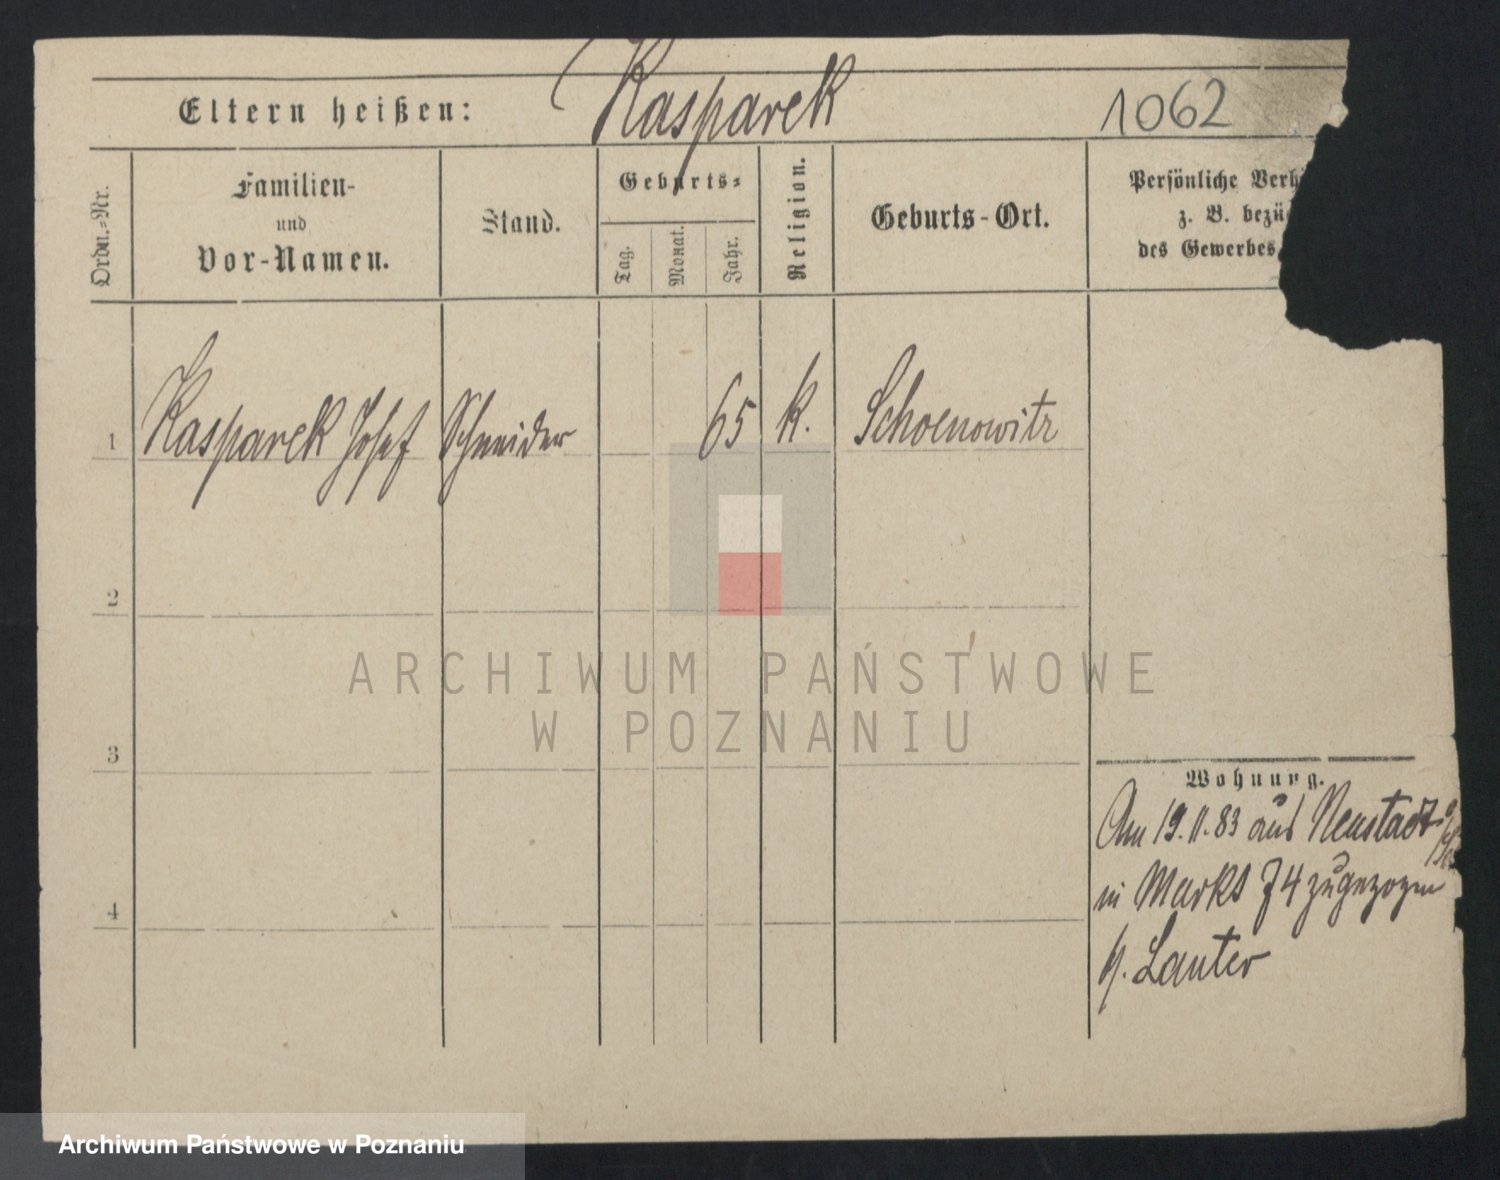 Kasparek
1062
Eltern heißen:
Ordn.-Nr.
Familien-
und
Vor-Namen.
Stand.
Geburts-
Tag.
Monat.
Jahr.
Religion.
Geburts-Ort.
Persönliche Verh
z. B. bezü
des Gewerbes
1 Kasparek Josef Schneider 65 k. Schoenowitz
2
3
4
Wohnung.
Am 19.11.83 aus Neustadt
in Markt 74 zugezogen
b. Lauter
ARCHIWUM PAŃSTWOWE
W POZNANIU
Archiwum Państwowe w Poznaniu